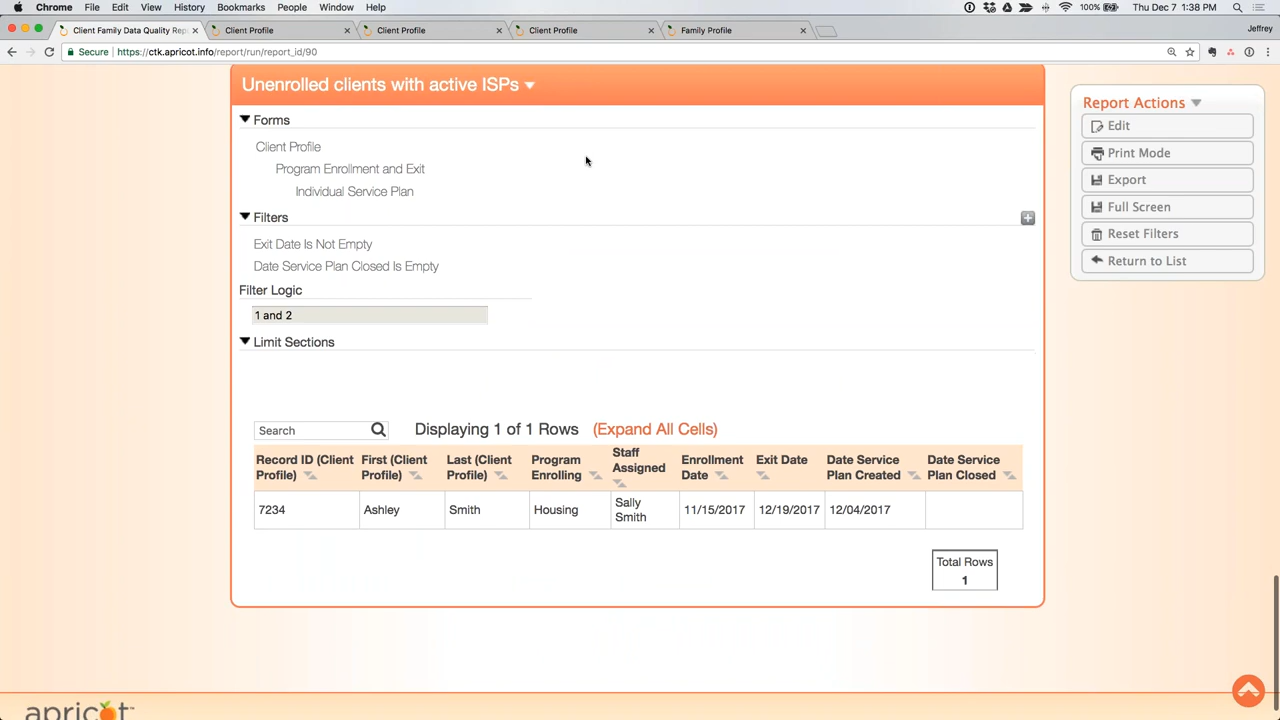 Chrome File Edit View History Bookmarks People Window Help 100% Thu Dec 7 1:38 PM
Client Family Data Quality Rep Client Profile Client Profile Client Profile Family Profile Jeffrey
Secure https://ctk.apricot.info/report/run/report_id/90
Unenrolled clients with active ISPs
Forms
Client Profile
Program Enrollment and Exit
Individual Service Plan
Filters
Exit Date Is Not Empty
Date Service Plan Closed Is Empty
Filter Logic
1 and 2
Limit Sections
Search Displaying 1 of 1 Rows (Expand All Cells)
Record ID (Client Profile) First (Client Profile) Last (Client Profile) Program Enrolling Staff Assigned Enrollment Date Exit Date Date Service Plan Created Date Service Plan Closed
7234 Ashley Smith Housing Sally Smith 11/15/2017 12/19/2017 12/04/2017
Total Rows
1
Report Actions
Edit
Print Mode
Export
Full Screen
Reset Filters
Return to List
apricot